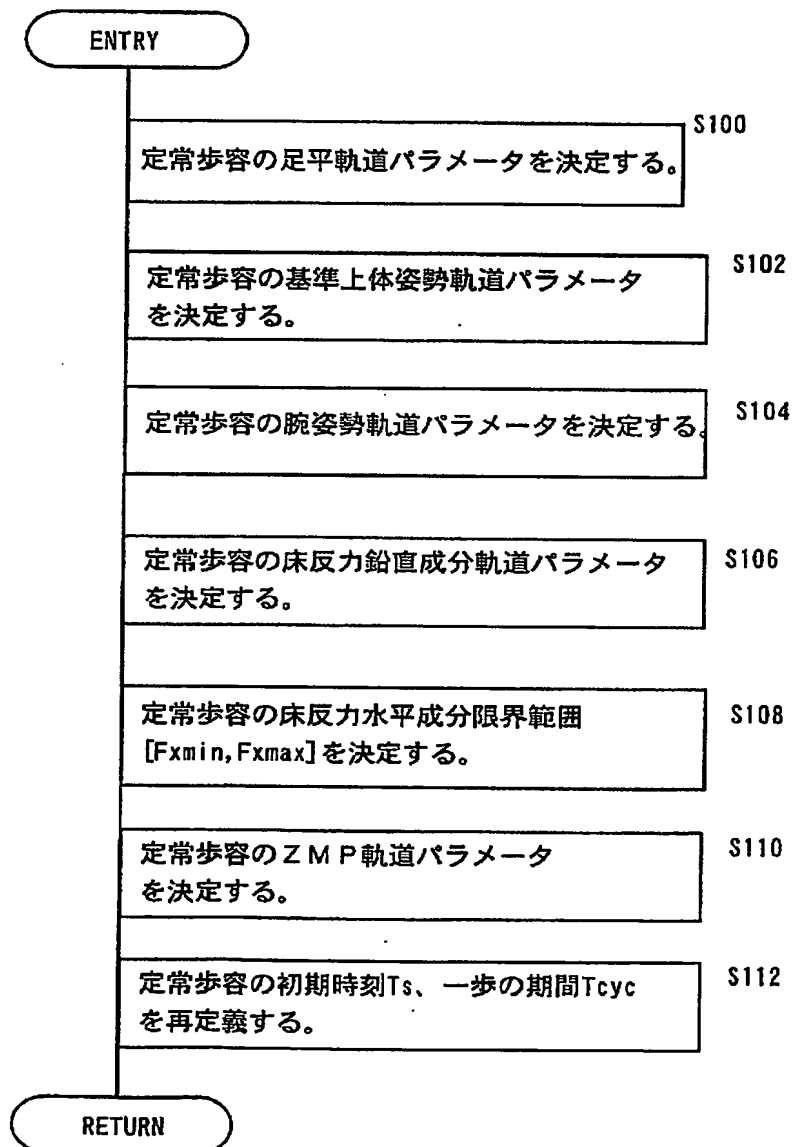 ENTRY
S100
定常歩容の足平軌道パラメータを決定する。
S102
定常歩容の基準上体姿勢軌道パラメータ
を決定する。
S104
定常歩容の腕姿勢軌道パラメータを決定する。
S106
定常歩容の床反力鉛直成分軌道パラメータ
を決定する。
S108
定常歩容の床反力水平成分限界範囲
[Fxmin,Fxmax]を決定する。
S110
定常歩容のＺＭＰ軌道パラメータ
を決定する。
S112
定常歩容の初期時刻Ts、一歩の期間Tcyc
を再定義する。
RETURN